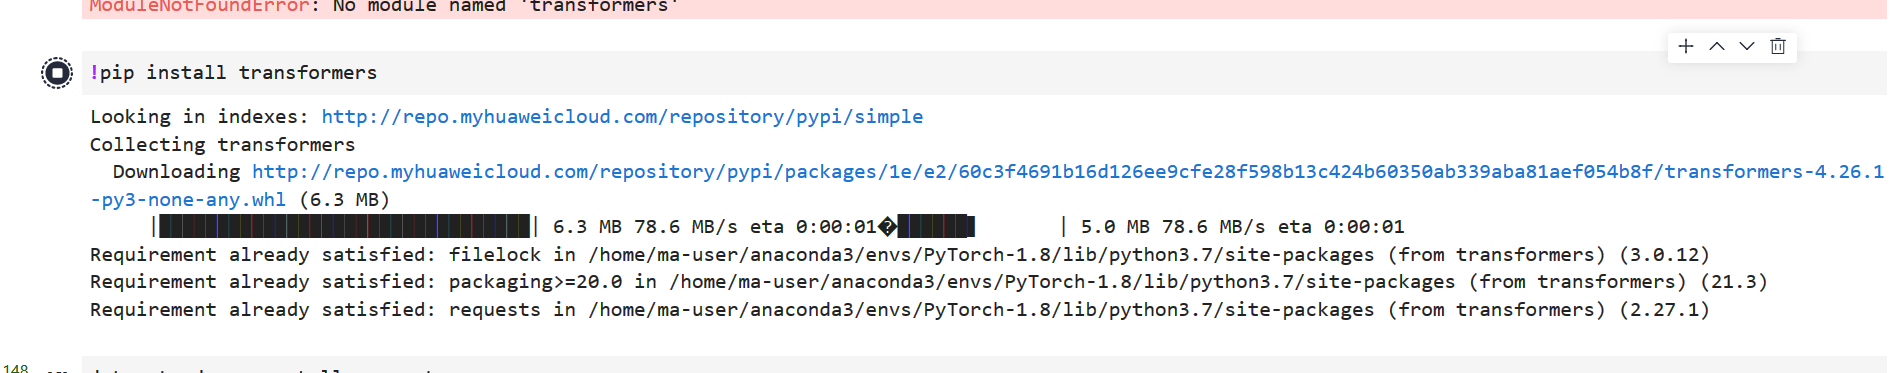 ModuleNotFoundError: No module named 'transformers'
!pip install transformers
Looking in indexes: http://repo.myhuaweicloud.com/repository/pypi/simple
Collecting transformers
Downloading http://repo.myhuaweicloud.com/repository/pypi/packages/1e/e2/60c3f4691b16d126ee9cfe28f598b13c424b60350ab339aba81aef054b8f/transformers-4.26.1
-py3-none-any.whl (6.3 MB)
|████████████████████████████████| 6.3 MB 78.6 MB/s eta 0:00:01�██████▋ | 5.0 MB 78.6 MB/s eta 0:00:01
Requirement already satisfied: filelock in /home/ma-user/anaconda3/envs/PyTorch-1.8/lib/python3.7/site-packages (from transformers) (3.0.12)
Requirement already satisfied: packaging>=20.0 in /home/ma-user/anaconda3/envs/PyTorch-1.8/lib/python3.7/site-packages (from transformers) (21.3)
Requirement already satisfied: requests in /home/ma-user/anaconda3/envs/PyTorch-1.8/lib/python3.7/site-packages (from transformers) (2.27.1)
148